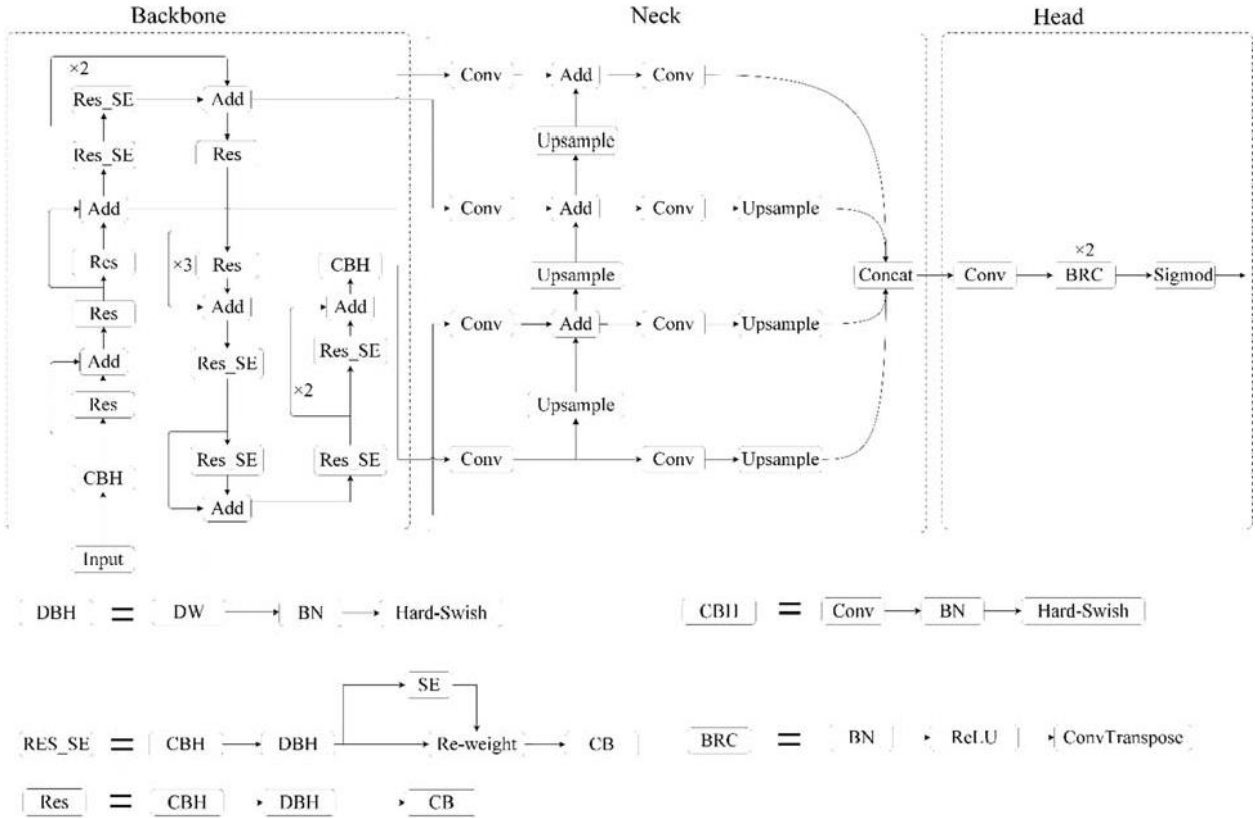 Backbone
Neck
Head
×2
Res_SE
Add
Res_SE
Res
Add
Res
Res
Add
Res
CBH
Input
×3
Res
Add
Res_SE
Res_SE
Add
CBH
Add
Res_SE
×2
Res_SE
Conv
Add
Conv
Upsample
Conv
Add
Conv
Upsample
Upsample
Conv
Add
Conv
Upsample
Upsample
Conv
Conv
Upsample
Concat
Conv
×2
BRC
Sigmod
DBH = DW BN Hard-Swish
CBH = Conv BN Hard-Swish
SE
RES_SE = CBH DBH Re-weight CB
BRC = BN ReLU ConvTranspose
Res = CBH DBH CB